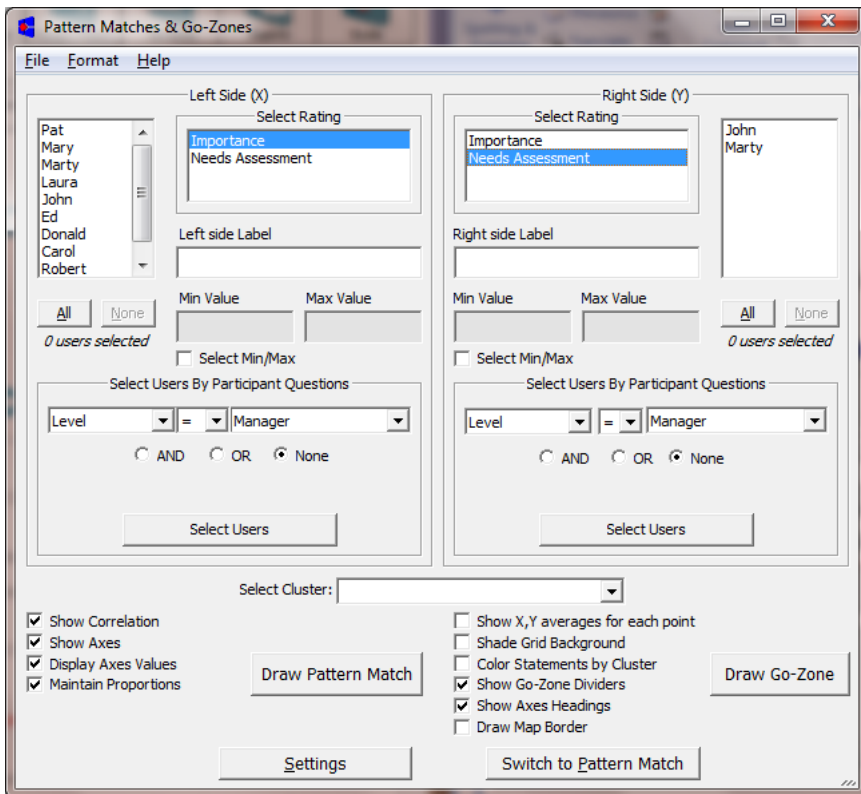 Pattern Matches & Go-Zones
File Format Help
Left Side (X)
Pat
Mary
Marty
Laura
John
Ed
Donald
Carol
Robert
Select Rating
Importance
Needs Assessment
Left side Label
All None
0 users selected
Min Value Max Value
Select Min/Max
Select Users By Participant Questions
Level = Manager
AND OR None
Select Users
Right Side (Y)
Select Rating
Importance
Needs Assessment
John
Marty
Right side Label
Min Value Max Value
Select Min/Max
All None
0 users selected
Select Users By Participant Questions
Level = Manager
AND OR None
Select Users
Select Cluster:
Show Correlation
Show Axes
Display Axes Values
Maintain Proportions
Draw Pattern Match
Show X,Y averages for each point
Shade Grid Background
Color Statements by Cluster
Show Go-Zone Dividers
Show Axes Headings
Draw Map Border
Draw Go-Zone
Settings
Switch to Pattern Match